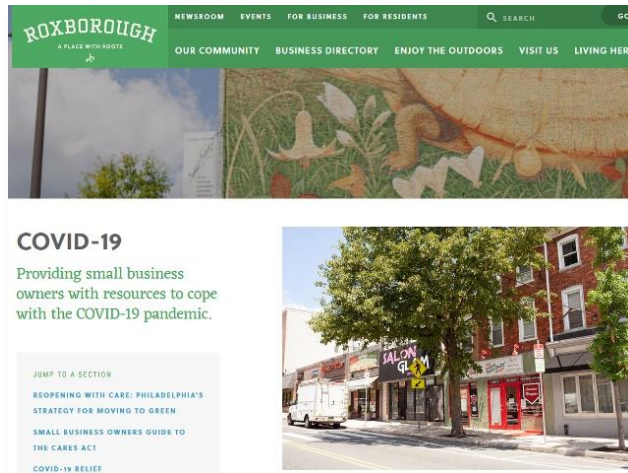 ROXBOROUGH
A PLACE WITH ROOTS
NEWSROOM EVENTS FOR BUSINESS FOR RESIDENTS SEARCH GO
OUR COMMUNITY BUSINESS DIRECTORY ENJOY THE OUTDOORS VISIT US LIVING HER
COVID-19
Providing small business
owners with resources to cope
with the COVID-19 pandemic.
JUMP TO A SECTION
REOPENING WITH CARE: PHILADELPHIA'S
STRATEGY FOR MOVING TO GREEN
SMALL BUSINESS OWNERS GUIDE TO
THE CARES ACT
COVID-19 RELIEF
SALON
GLAM